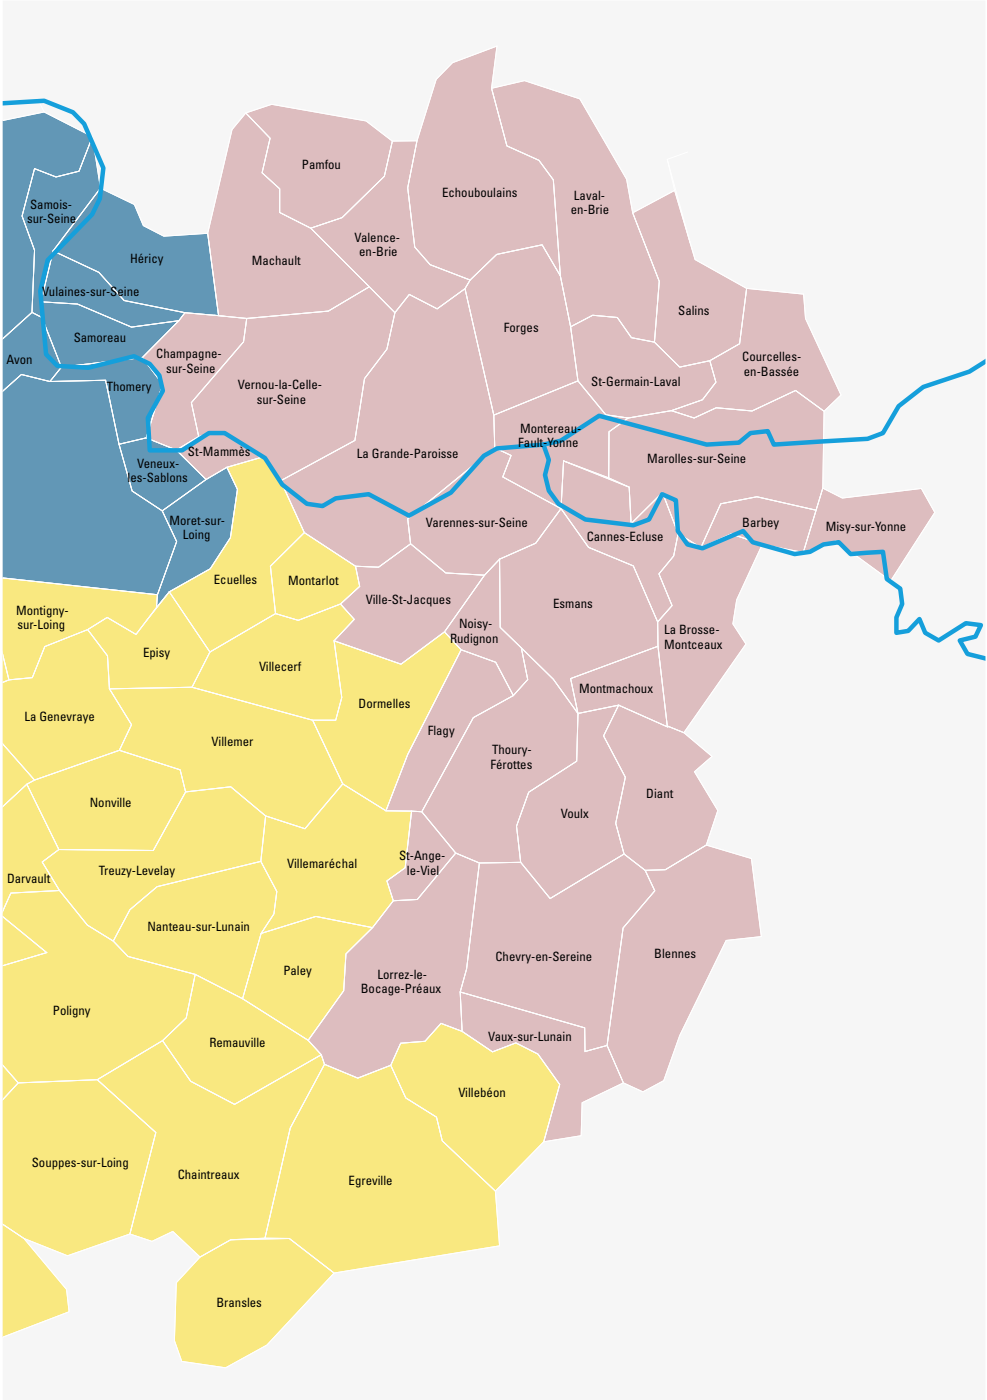 Pamfou
Echouboulains
Laval-
en-Brie
Samois-
sur-Seine
Valence-
en-Brie
Héricy
Machault
Vulaines-sur-Seine
Salins
Forges
Samoreau
Avon
Champagne-
sur-Seine
Courcelles-
en-Bassée
Thomery
Vernou-la-Celle-
sur-Seine
St-Germain-Laval
Montereau-
Fault-Yonne
St-Mammès
La Grande-Paroisse
Marolles-sur-Seine
Veneux-
les-Sablons
Moret-sur-
Loing
Varennes-sur-Seine
Cannes-Ecluse
Barbey
Misy-sur-Yonne
Ecuelles
Montarlot
Montigny-
sur-Loing
Ville-St-Jacques
Esmans
Noisy-
Rudignon
La Brosse-
Montceaux
Episy
Villecerf
Montmachoux
Dormelles
La Genevraye
Villemer
Flagy
Thoury-
Férottes
Nonville
Voulx
Diant
Darvault
Treuzy-Levelay
Villemaréchal
St-Ange-
le-Viel
Nanteau-sur-Lunain
Paley
Lorrez-le-
Bocage-Préaux
Chevry-en-Sereine
Blennes
Poligny
Remauville
Vaux-sur-Lunain
Villebéon
Souppes-sur-Loing
Chaintreaux
Egreville
Bransles